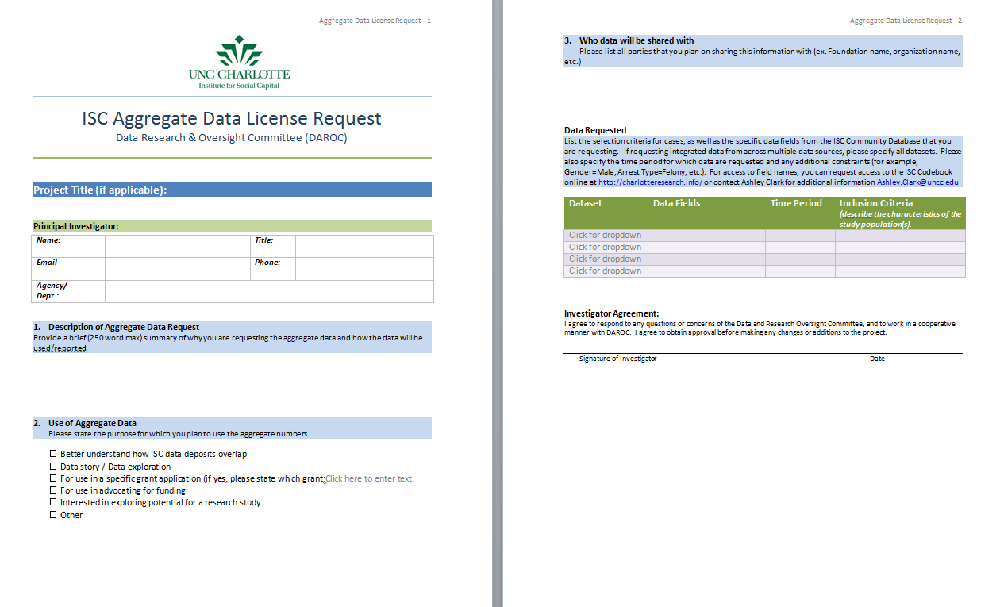 Aggregate Data License Request 1
UNC CHARLOTTE
Institute for Social Capital
ISC Aggregate Data License Request
Data Research & Oversight Committee (DAROC)
Project Title (if applicable):
Principal Investigator:
Name: Title:
Email Phone:
Agency/
Dept.:
1. Description of Aggregate Data Request
Provide a brief (250 word max) summary of why you are requesting the aggregate data and how the data will be
used/reported.
2. Use of Aggregate Data
Please state the purpose for which you plan to use the aggregate numbers.
☐ Better understand how ISC data deposits overlap
☐ Data story / Data exploration
☐ For use in a specific grant application (if yes, please state which grant:Click here to enter text.
☐ For use in advocating for funding
☐ Interested in exploring potential for a research study
☐ Other
Aggregate Data License Request 2
3. Who data will be shared with
Please list all parties that you plan on sharing this information with (ex. Foundation name, organization name,
etc.)
Data Requested
List the selection criteria for cases, as well as the specific data fields from the ISC Community Database that you
are requesting. If requesting integrated data from across multiple data sources, please specify all datasets. Please
also specify the time period for which data are requested and any additional constraints (for example,
Gender=Male, Arrest Type=Felony, etc.). For access to field names, you can request access to the ISC Codebook
online at http://charlotteresearch.info/ or contact Ashley Clark for additional information Ashley.Clark@uncc.edu
Dataset Data Fields Time Period Inclusion Criteria
(describe the characteristics of the
study population(s).
Click for dropdown
Click for dropdown
Click for dropdown
Click for dropdown
Investigator Agreement:
I agree to respond to any questions or concerns of the Data and Research Oversight Committee, and to work in a cooperative
manner with DAROC. I agree to obtain approval before making any changes or additions to the project.
Signature of Investigator Date